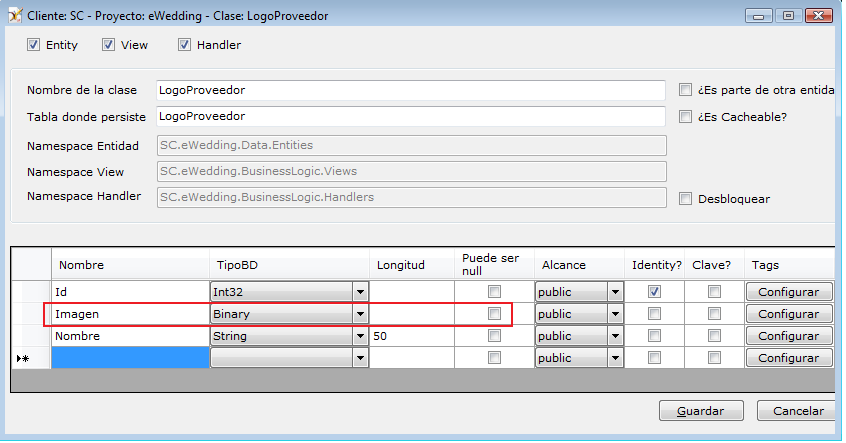 Cliente: SC - Proyecto: eWedding - Clase: LogoProveedor
Entity View Handler
Nombre de la clase LogoProveedor ¿Es parte de otra entida
Tabla donde persiste LogoProveedor ¿Es Cacheable?
Namespace Entidad SC.eWedding.Data.Entities
Namespace View SC.eWedding.BusinessLogic.Views
Namespace Handler SC.eWedding.BusinessLogic.Handlers Desbloquear
Nombre TipoBD Longitud Puede ser null Alcance Identity? Clave? Tags
Id Int32 public Configurar
Imagen Binary public Configurar
Nombre String 50 public Configurar
public Configurar
Guardar Cancelar